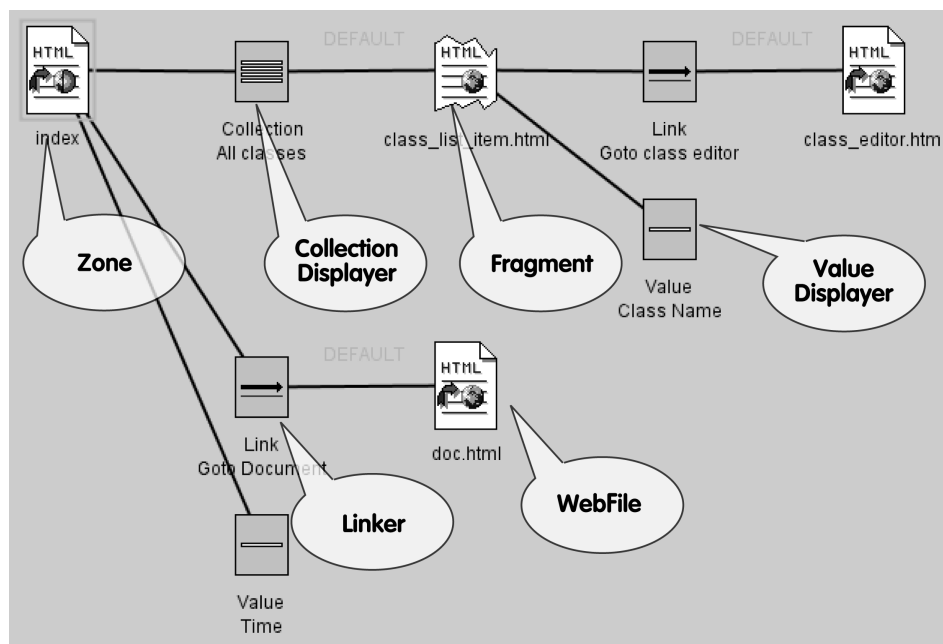 DEFAULT
DEFAULT
HTML
HTML
HTML
index
Collection
All classes
class_list_item.html
Link
Goto class editor
class_editor.htm
Zone
Collection
Displayer
Fragment
Value
Displayer
Value
Class Name
DEFAULT
HTML
Link
Goto Document
doc.html
Linker
WebFile
Value
Time